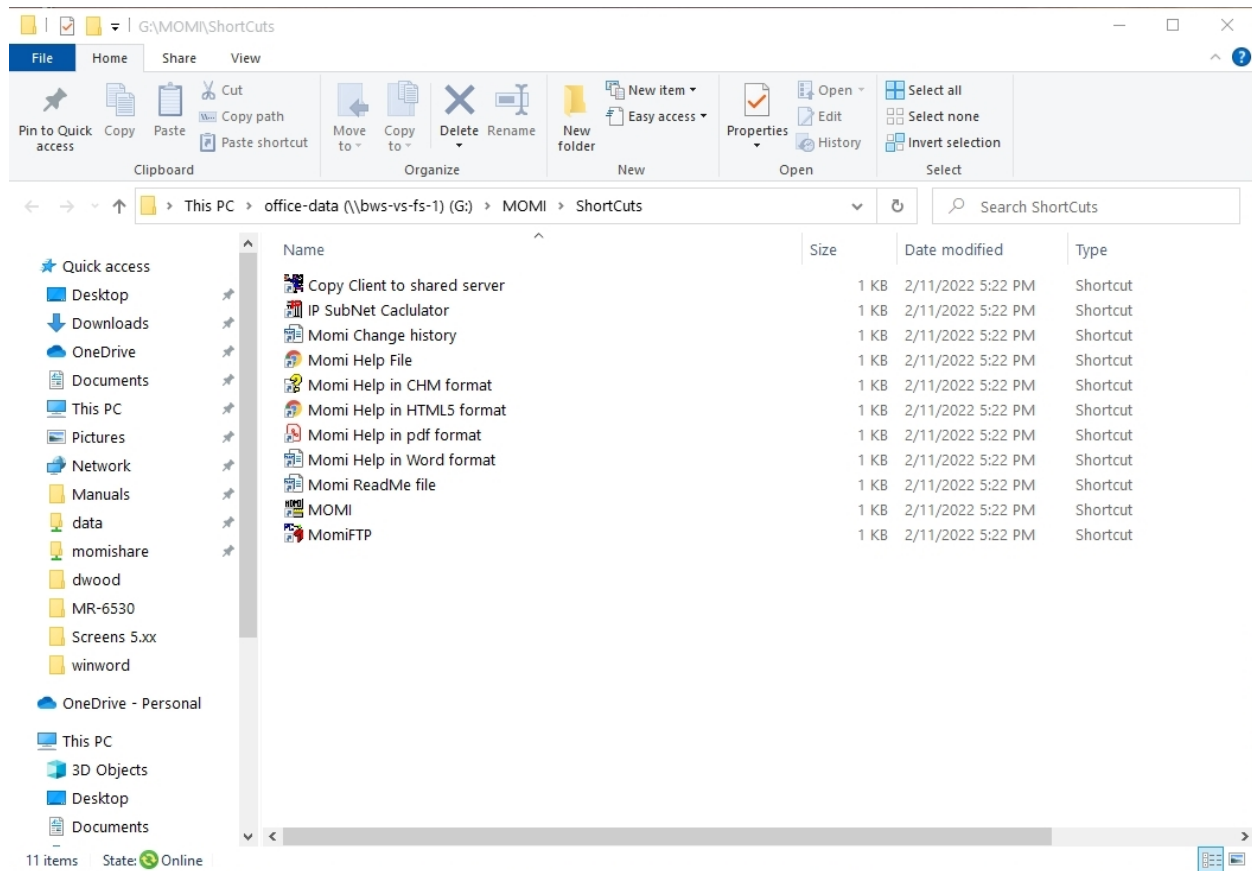 G:\MOMI\ShortCuts
File Home Share View
Pin to Quick access
Copy
Paste
Cut
Copy path
Paste shortcut
Clipboard
Move to
Copy to
Delete
Rename
Organize
New folder
New item
Easy access
New
Properties
Open
Edit
History
Open
Select all
Select none
Invert selection
Select
This PC > office-data (\\bws-vs-fs-1) (G:) > MOMI > ShortCuts
Search ShortCuts
Quick access
Desktop
Downloads
OneDrive
Documents
This PC
Pictures
Network
Manuals
data
momishare
dwood
MR-6530
Screens 5.xx
winword
OneDrive - Personal
This PC
3D Objects
Desktop
Documents
Name Size Date modified Type
Copy Client to shared server 1 KB 2/11/2022 5:22 PM Shortcut
IP SubNet Caclulator 1 KB 2/11/2022 5:22 PM Shortcut
Momi Change history 1 KB 2/11/2022 5:22 PM Shortcut
Momi Help File 1 KB 2/11/2022 5:22 PM Shortcut
Momi Help in CHM format 1 KB 2/11/2022 5:22 PM Shortcut
Momi Help in HTML5 format 1 KB 2/11/2022 5:22 PM Shortcut
Momi Help in pdf format 1 KB 2/11/2022 5:22 PM Shortcut
Momi Help in Word format 1 KB 2/11/2022 5:22 PM Shortcut
Momi ReadMe file 1 KB 2/11/2022 5:22 PM Shortcut
MOMI 1 KB 2/11/2022 5:22 PM Shortcut
MomiFTP 1 KB 2/11/2022 5:22 PM Shortcut
11 items State: Online